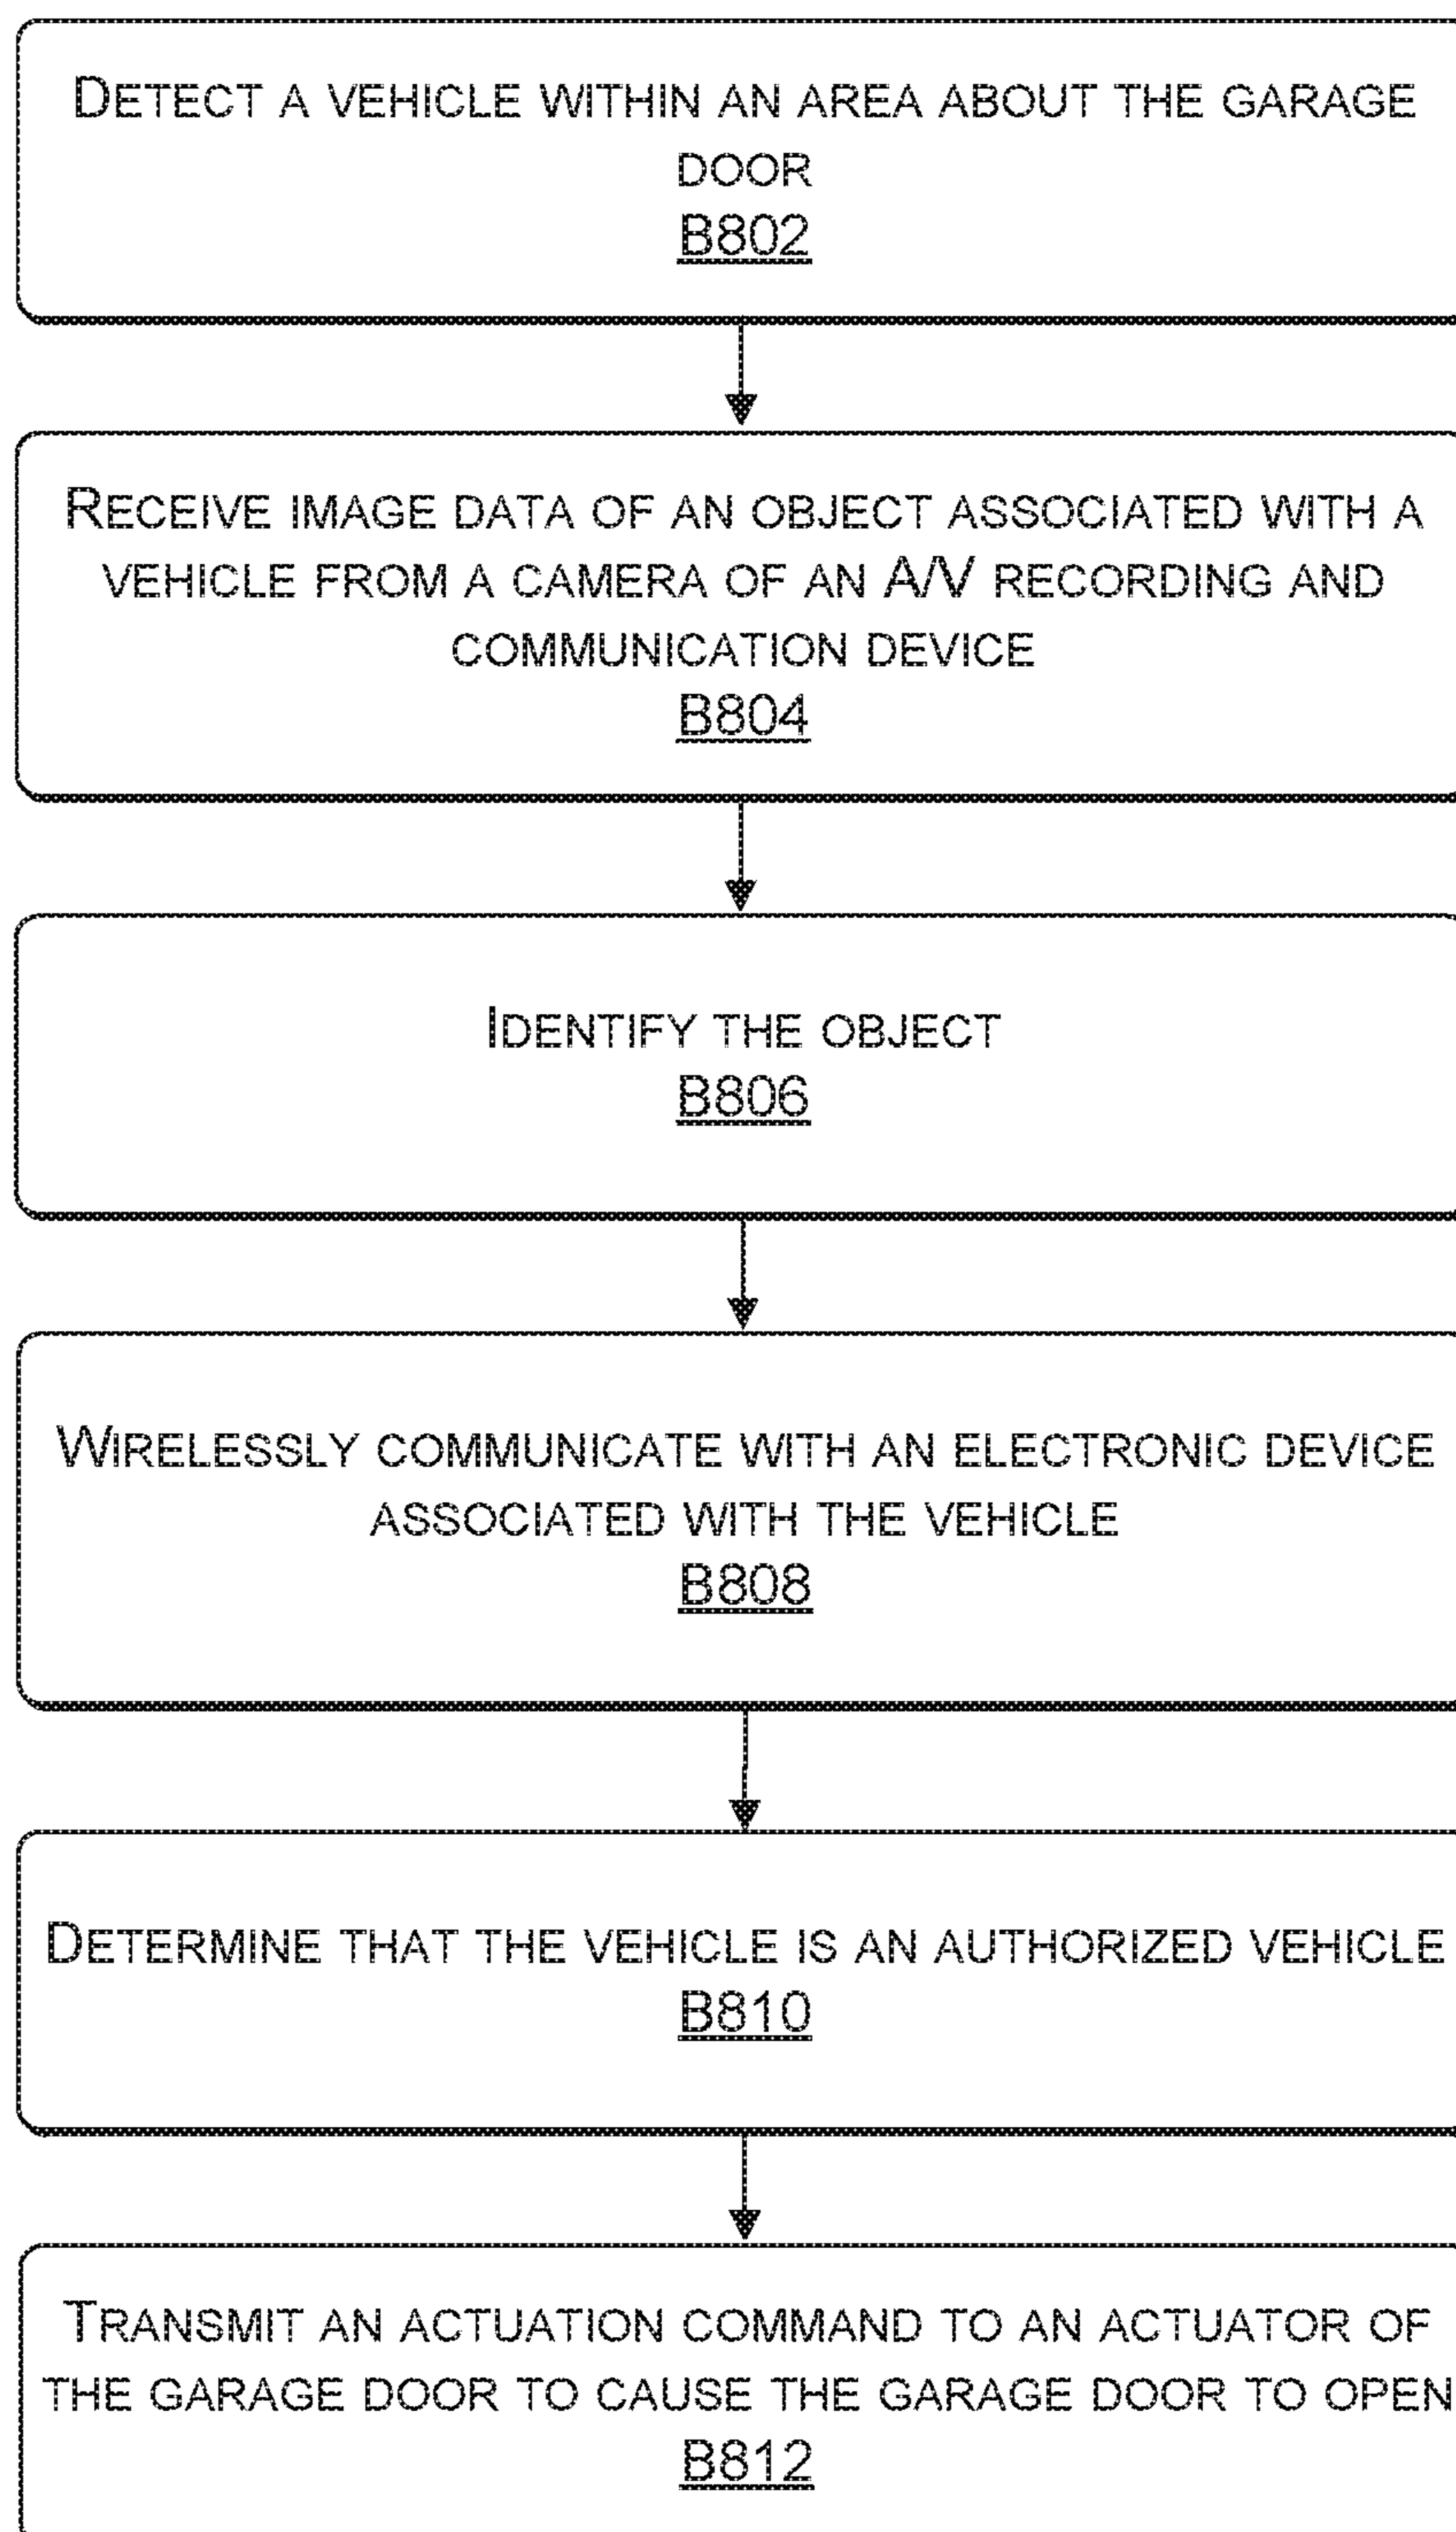 DETECT A VEHICLE WITHIN AN AREA ABOUT THE GARAGE
DOOR
B802
RECEIVE IMAGE DATA OF AN OBJECT ASSOCIATED WITH A
VEHICLE FROM A CAMERA OF AN A/V RECORDING AND
COMMUNICATION DEVICE
B804
IDENTIFY THE OBJECT
B806
WIRELESSLY COMMUNICATE WITH AN ELECTRONIC DEVICE
ASSOCIATED WITH THE VEHICLE
B808
DETERMINE THAT THE VEHICLE IS AN AUTHORIZED VEHICLE
B810
TRANSMIT AN ACTUATION COMMAND TO AN ACTUATOR OF
THE GARAGE DOOR TO CAUSE THE GARAGE DOOR TO OPEN
B812